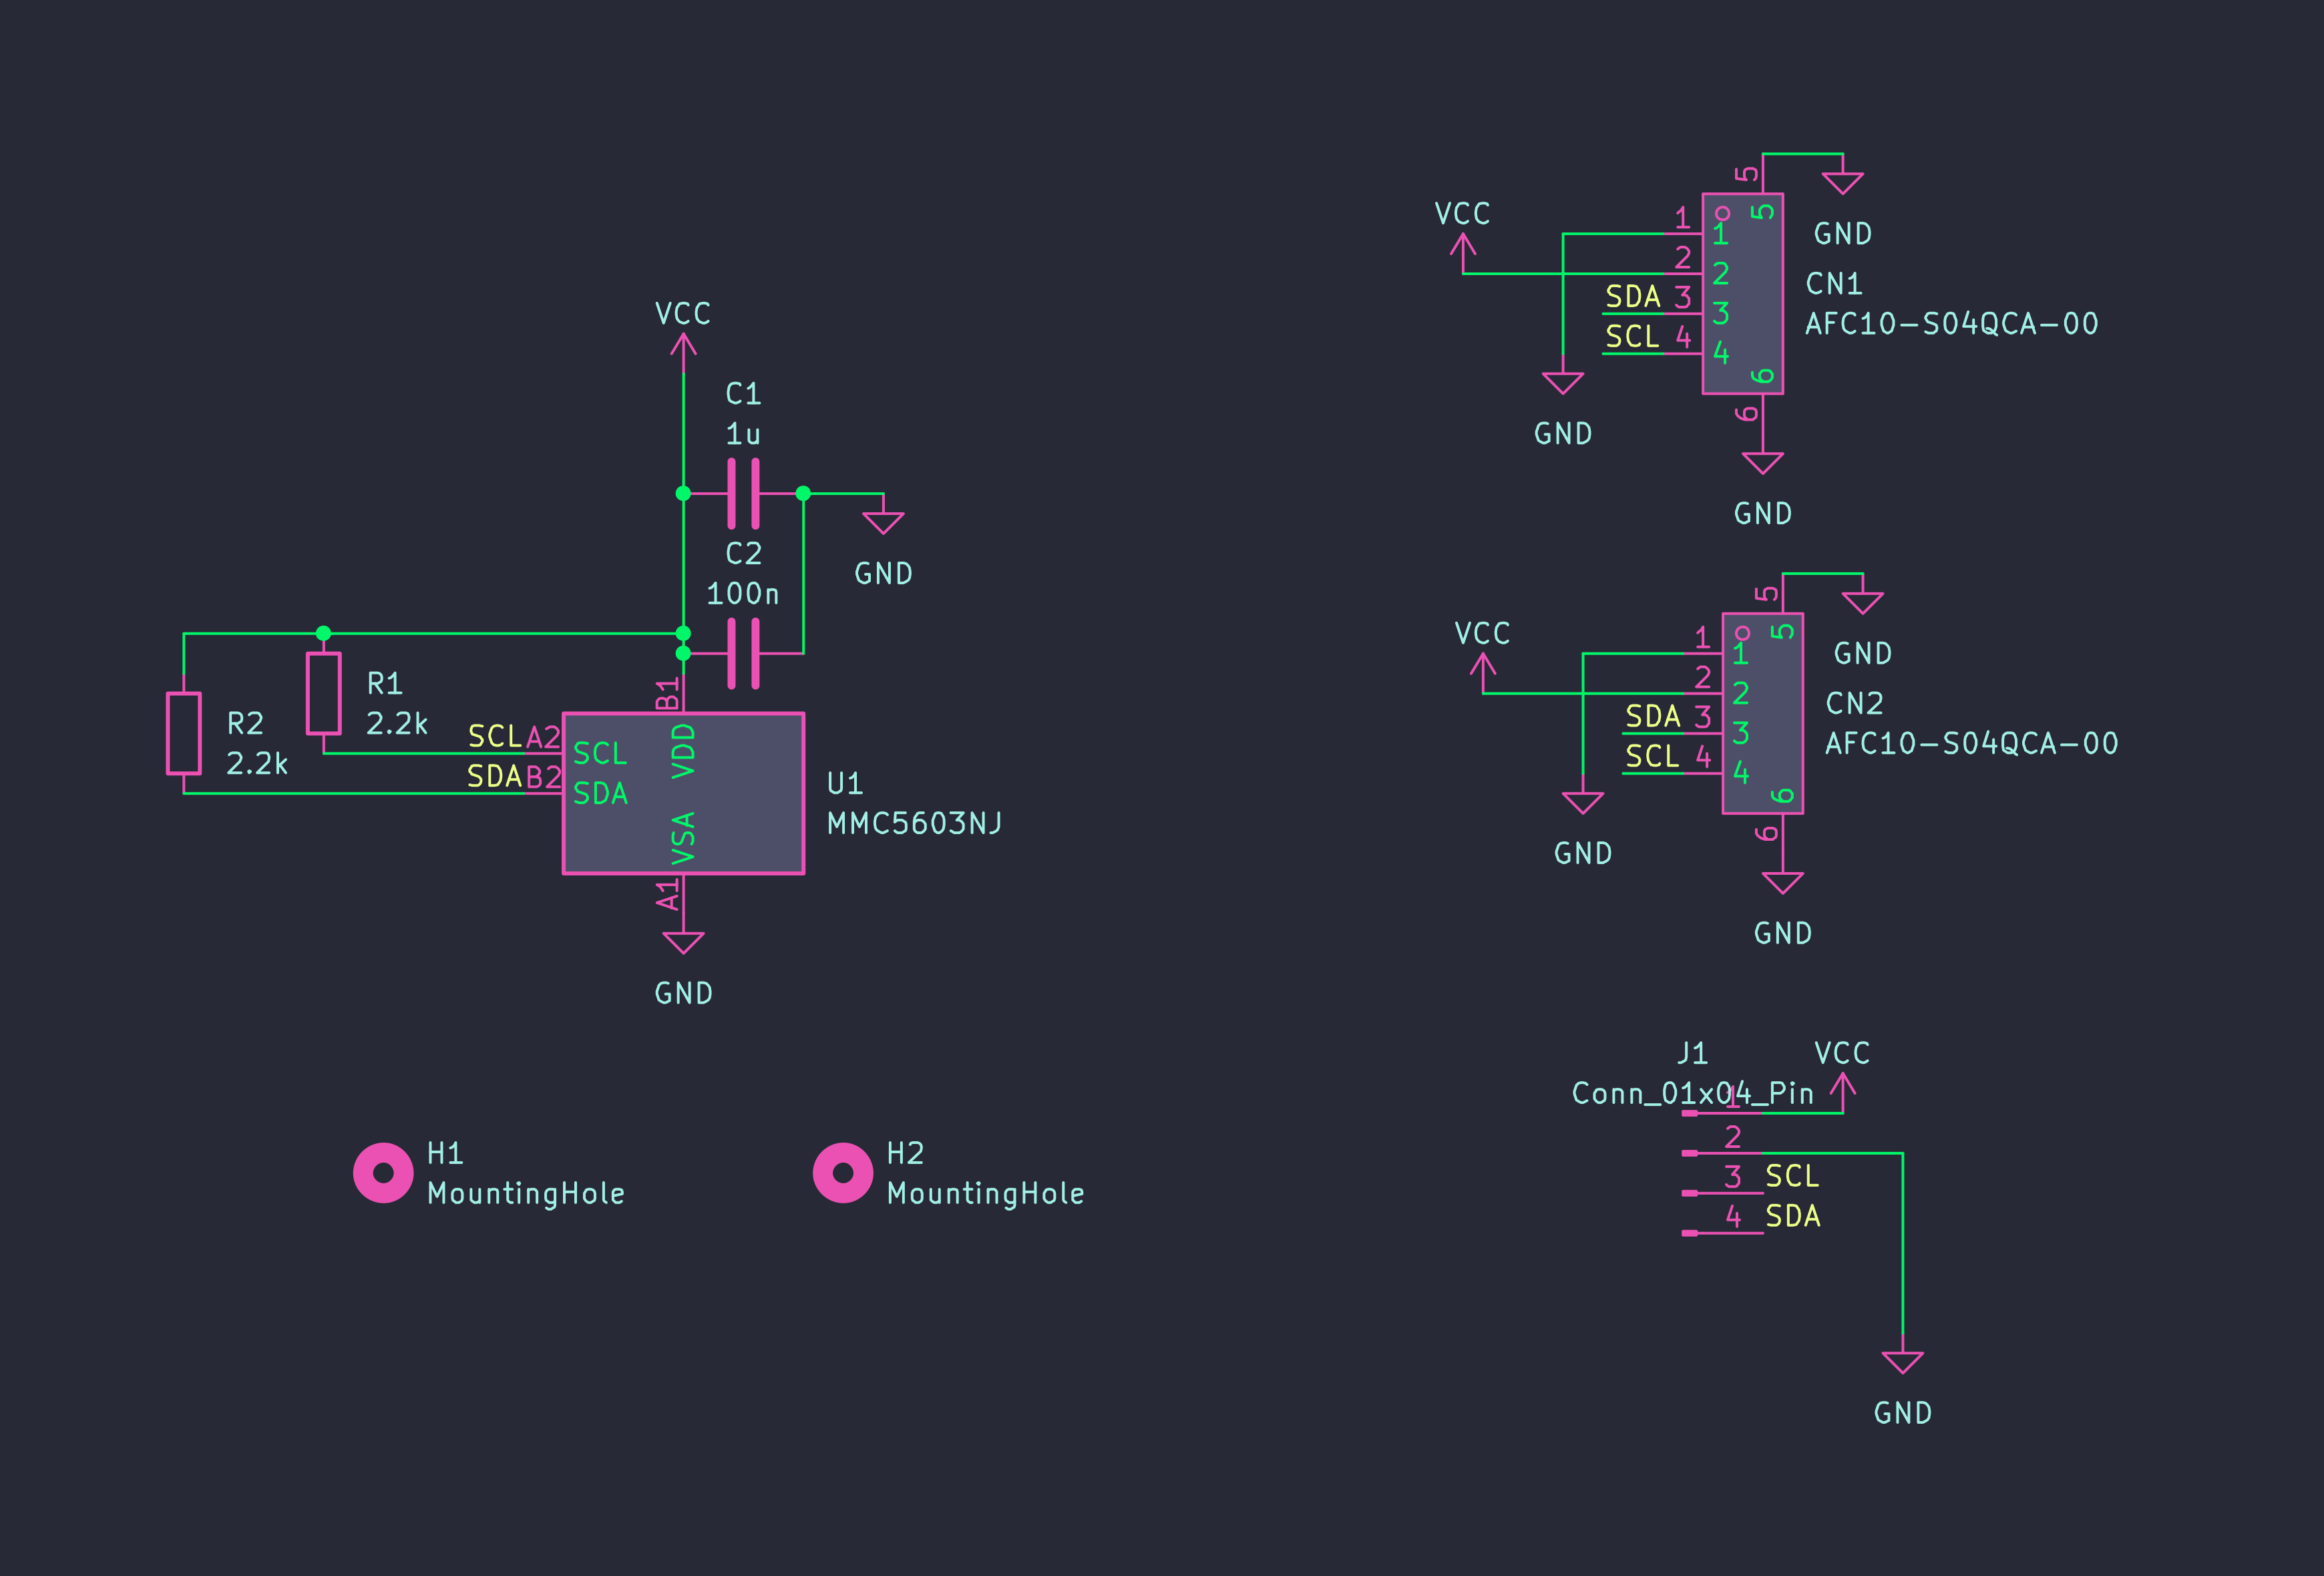 VCC
C1
1u
GND
C2
100n
R1
2.2k
R2
2.2k
SCL
SDA
A2
B2
B1
SCL
SDA
VDD
VSA
A1
U1
MMC5603NJ
GND
H1
MountingHole
H2
MountingHole
VCC
GND
1
2
SDA 3
SCL 4
5
6
1
2
3
4
5
6
GND
CN1
AFC10-S04QCA-00
GND
VCC
GND
1
2
SDA 3
SCL 4
5
6
1
2
3
4
5
6
GND
CN2
AFC10-S04QCA-00
GND
J1
Conn_01x04_Pin
VCC
1
2
3 SCL
4 SDA
GND